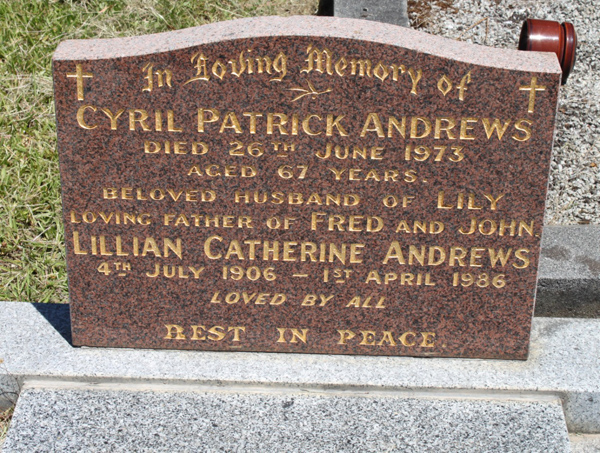 In Loving Memory of
CYRIL PATRICK ANDREWS
DIED 26TH JUNE 1973
AGED 67 YEARS.
BELOVED HUSBAND OF LILY
LOVING FATHER OF FRED AND JOHN.
LILLIAN CATHERINE ANDREWS
4TH JULY 1906 – 1ST APRIL 1986
LOVED BY ALL
REST IN PEACE.